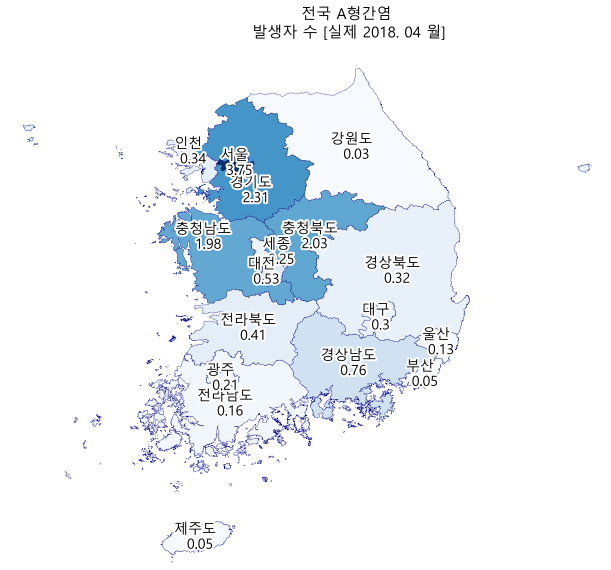 전국 A형간염
발생자 수 [실제 2018. 04 월]
강원도
0.03
인천
0.34
서울
3.75
경기도
2.31
충청남도
1.98
충청북도
2.03
세종
.25
대전
0.53
경상북도
0.32
대구
0.3
전라북도
0.41
울산
0.13
경상남도
0.76
부산
0.05
광주
0.21
전라남도
0.16
제주도
0.05